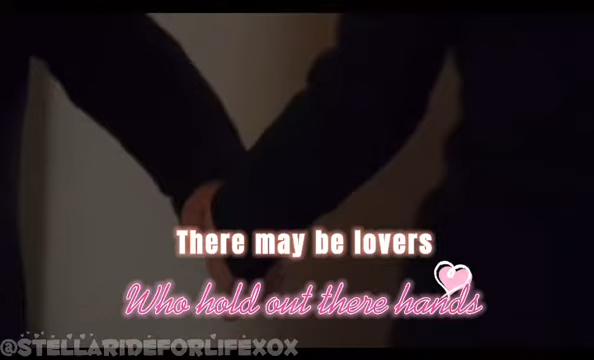 There may be lovers
Who hold out there hands
@STELLARIDEFORLIFEXOX